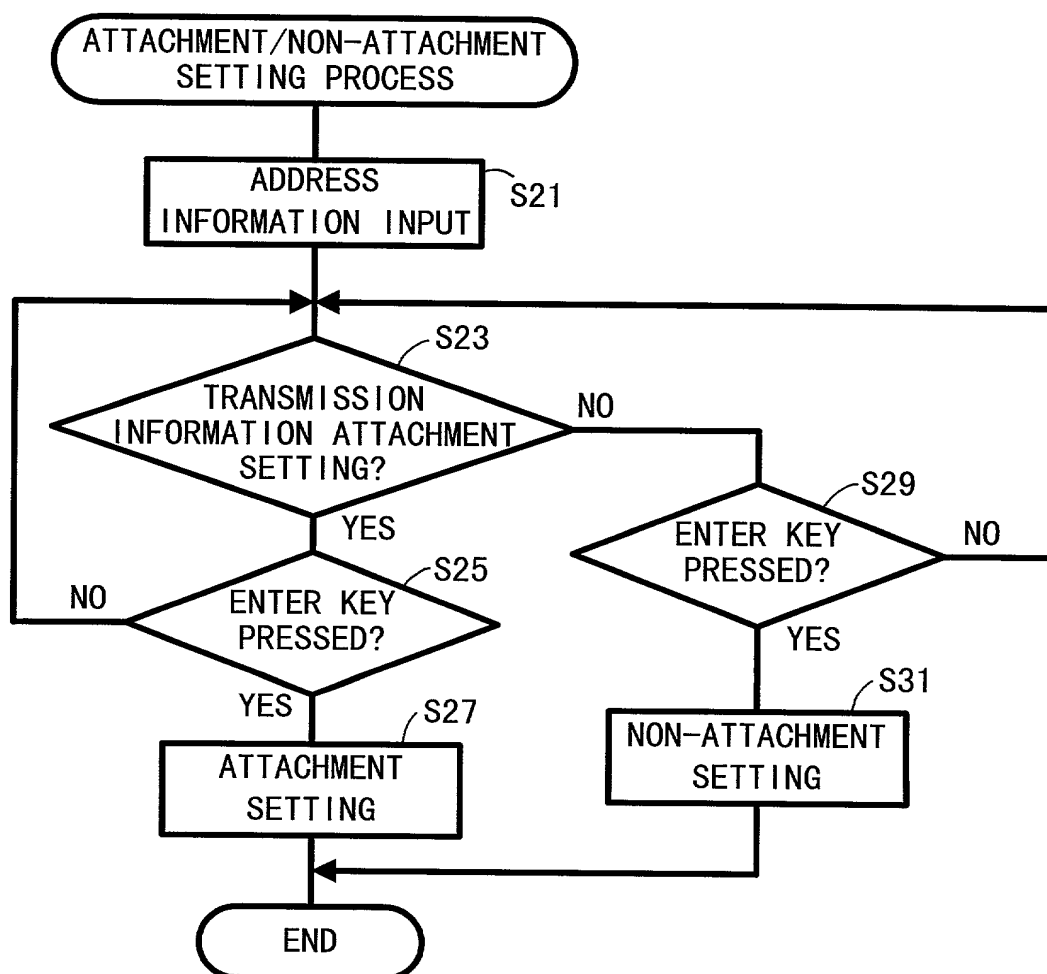 ATTACHMENT/NON-ATTACHMENT
SETTING PROCESS
ADDRESS
INFORMATION INPUT
S21
S23
TRANSMISSION
INFORMATION ATTACHMENT
SETTING?
NO
YES
S25
ENTER KEY
PRESSED?
NO
YES
S27
ATTACHMENT
SETTING
S29
ENTER KEY
PRESSED?
NO
YES
S31
NON-ATTACHMENT
SETTING
END